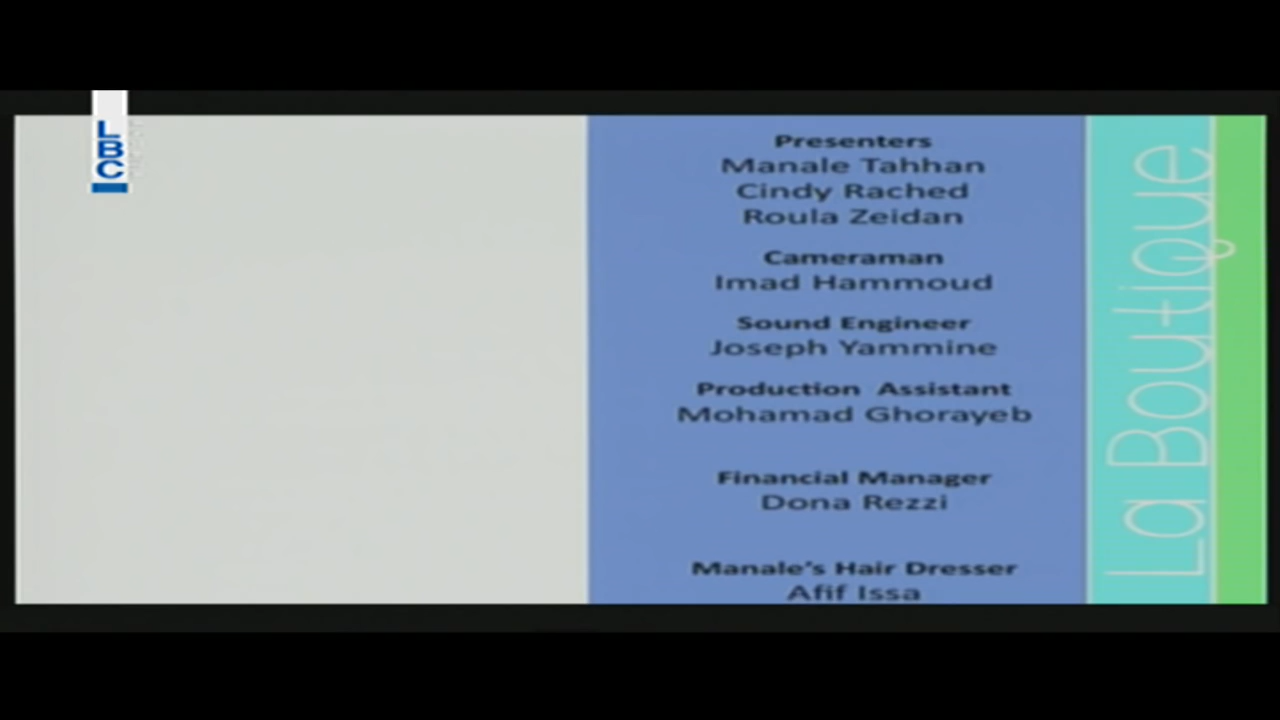 LBC
Presenters
Manale Tahhan
Cindy Rached
Roula Zeidan
Cameraman
Imad Hammoud
Sound Engineer
Joseph Yammine
Production Assistant
Mohamad Ghorayeb
Financial Manager
Dona Rezzi
Manale's Hair Dresser
Afif Issa
La Boutique